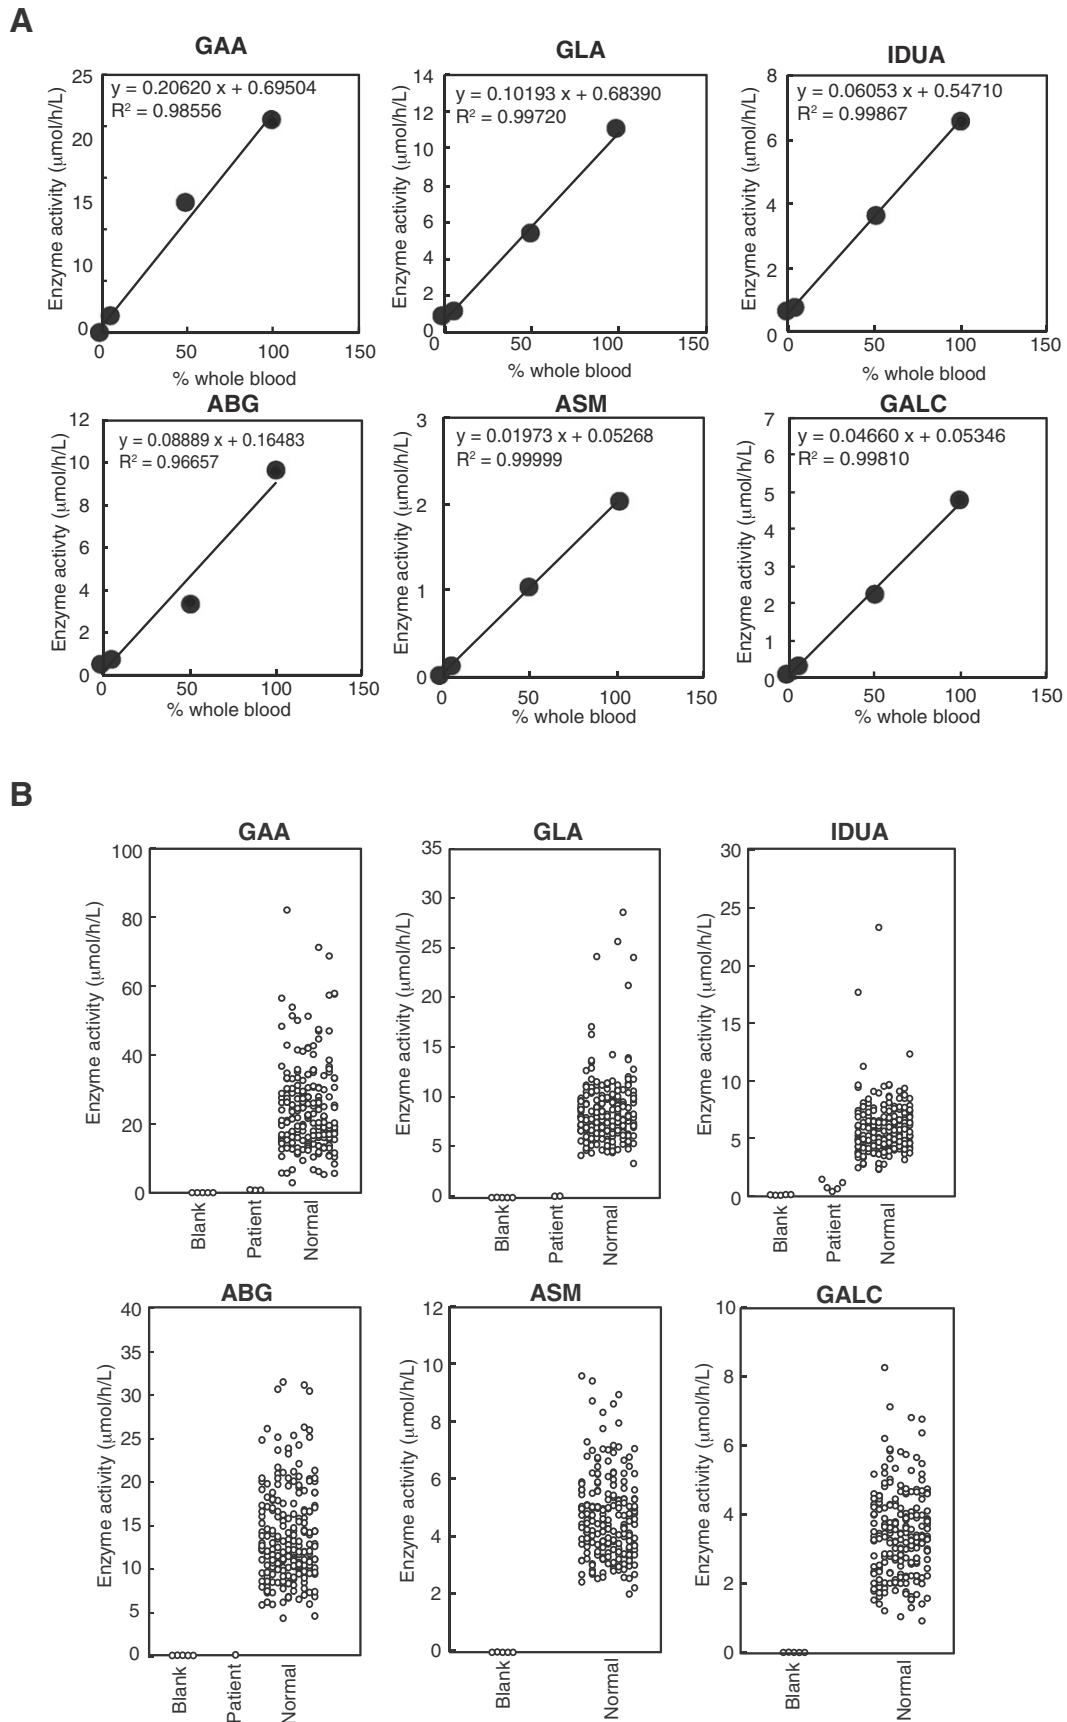 A
GAA
y = 0.20620 x + 0.69504
R² = 0.98556
Enzyme activity (μmol/h/L)
25
20
15
10
0
0 50 100 150
% whole blood
GLA
y = 0.10193 x + 0.68390
R² = 0.99720
Enzyme activity (μmol/h/L)
14
12
10
8
6
4
2
0
0 50 100 150
% whole blood
IDUA
y = 0.06053 x + 0.54710
R² = 0.99867
Enzyme activity (μmol/h/L)
8
6
4
2
0
0 50 100 150
% whole blood
ABG
y = 0.08889 x + 0.16483
R² = 0.96657
Enzyme activty (μmol/h/L)
12
10
8
6
4
2
0
0 50 100 150
% whole blood
ASM
y = 0.01973 x + 0.05268
R² = 0.99999
Enzyme activity (μmol/h/L)
3
2
1
0
0 50 100 150
% whole blood
GALC
y = 0.04660 x + 0.05346
R² = 0.99810
Enzyme activity (μmol/h/L)
7
6
5
4
3
2
1
0
0 50 100 150
% whole blood
B
GAA
Enzyme activity (μmol/h/L)
100
80
60
40
20
0
Blank
Patient
Normal
GLA
Enzyme activity (μmol/h/L)
35
30
25
20
15
10
5
0
Blank
Patient
Normal
IDUA
Enzyme activity (μmol/h/L)
30
25
20
15
10
5
0
Blank
Patient
Normal
ABG
Enzyme activity (μmol/h/L)
40
35
30
25
20
15
10
5
0
Blank
Patient
Normal
ASM
Enzyme activity (μmol/h/L)
12
10
8
6
4
2
0
Blank
Normal
GALC
Enzyme activity (μmol/h/L)
10
8
6
4
2
0
Blank
Normal